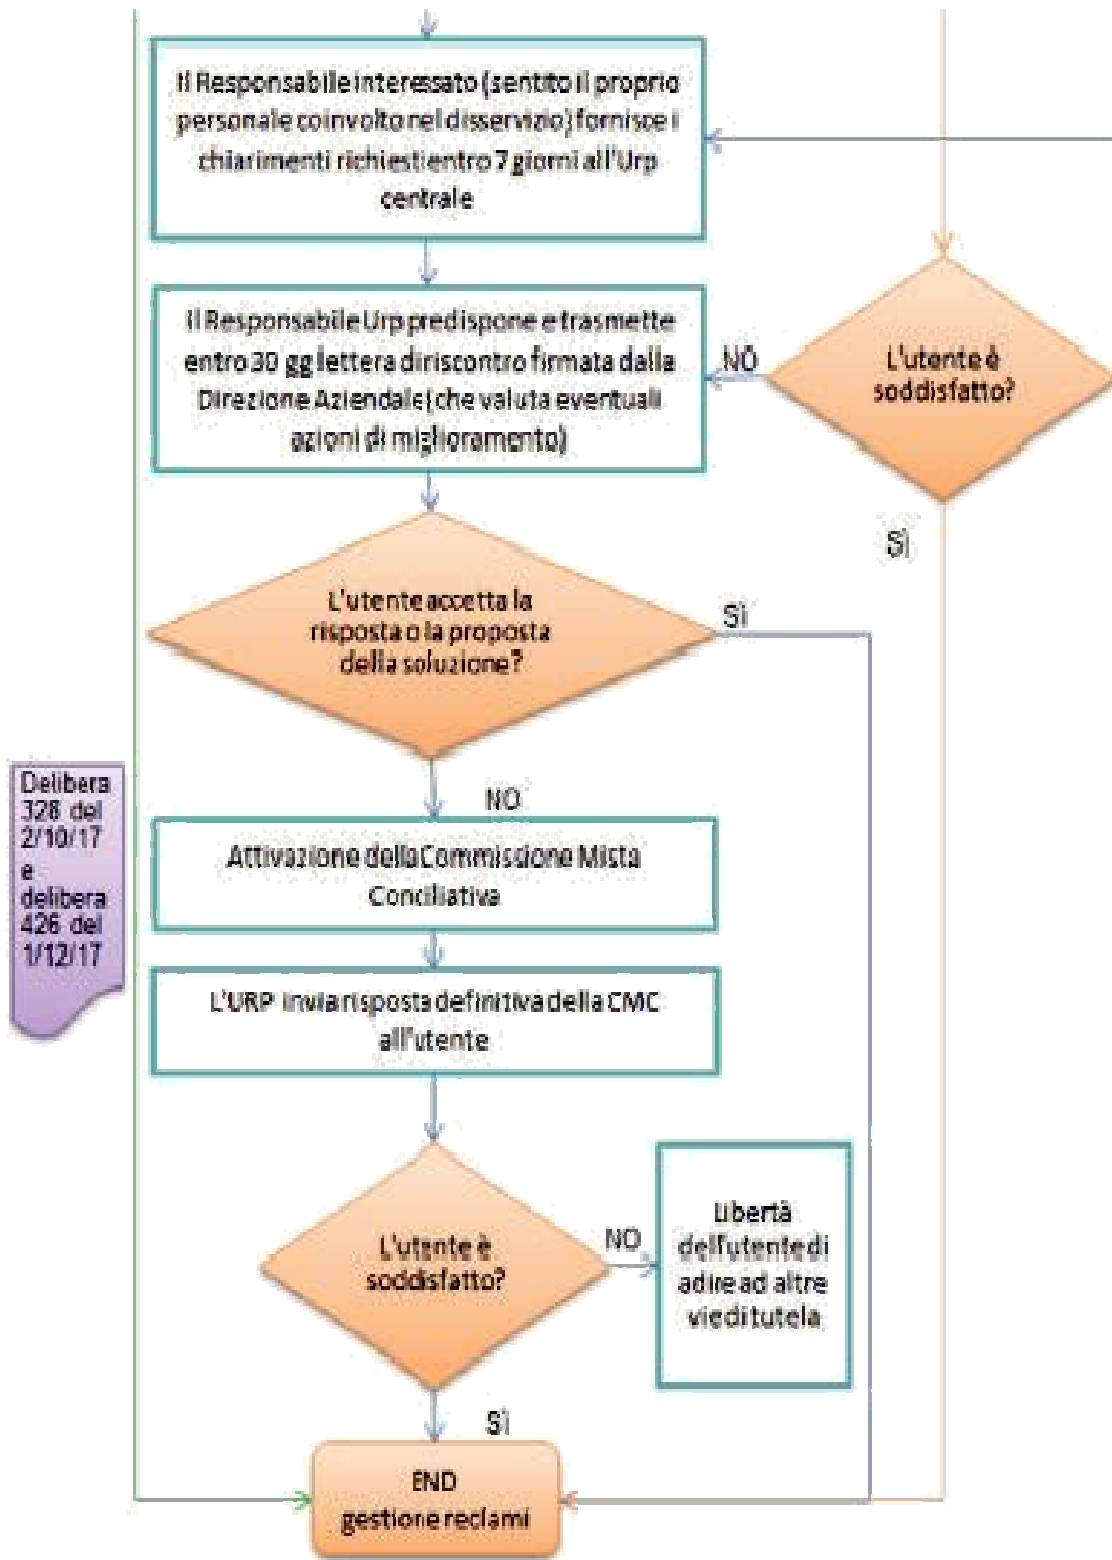 Il Responsabile interessato (sentito il proprio
personale coinvolto nel disservizio) fornisce i
chiarimenti richiesti entro 7 giorni all'Urp
centrale
Il Responsabile Urp predispone e trasmette
entro 30 gg lettera di riscontro firmata dalla
Direzione Aziendale (che valuta eventuali
azioni di miglioramento)
NO
L'utente è
soddisfatto?
Sì
L'utente accetta la
risposta o la proposta
della soluzione?
Sì
NO
Delibera
328 del
2/10/17
e
delibera
426 del
1/12/17
Attivazione della Commissione Mista
Conciliativa
L'URP invia risposta definitiva della CMC
all'utente
L'utente è
soddisfatto?
NO
Libertà
dell'utente di
adire ad altre
vie di tutela
Sì
END
gestione reclami